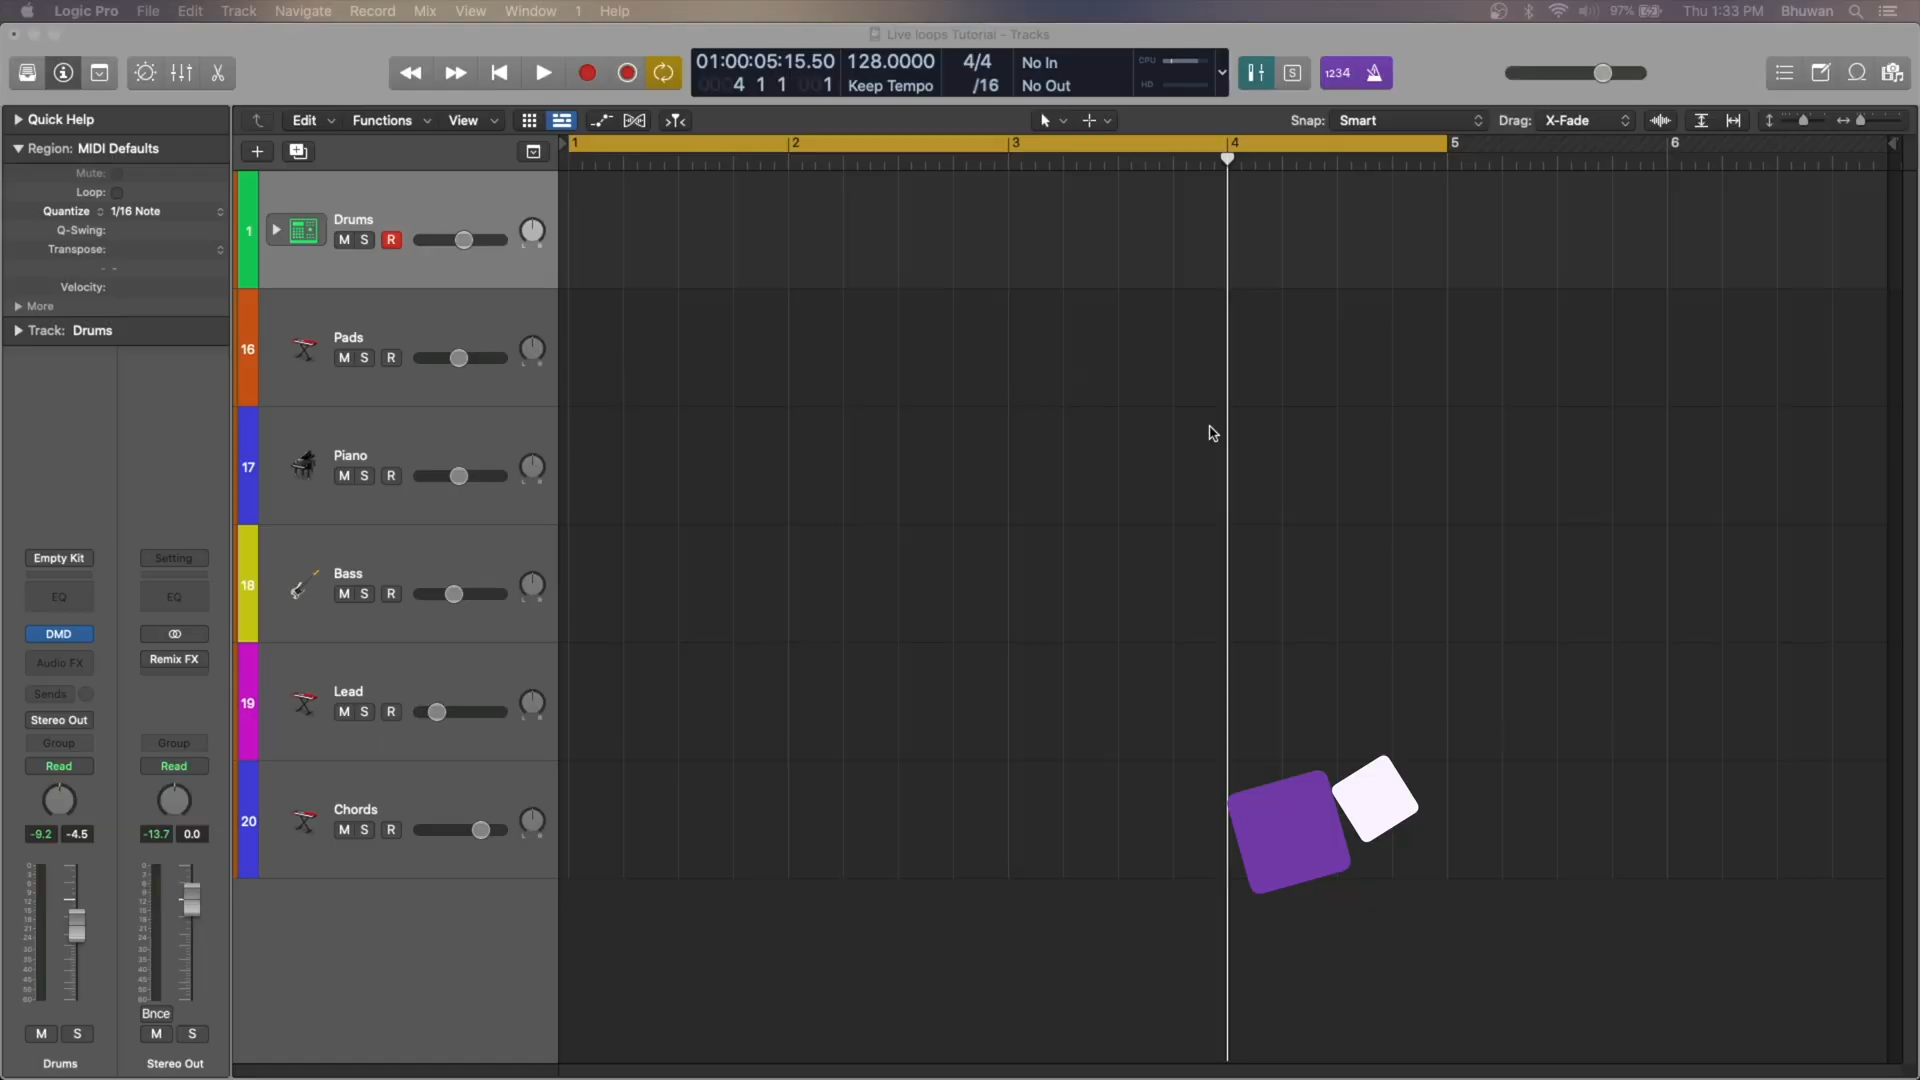 Logic Pro File Edit Track Navigate Record Mix View Window 1 Help 97% Thu 1:33 PM Bhuwan
Live loops Tutorial – Tracks
01:00:05:15.50 128.0000 4/4 No In CPU
4 1 1 1 Keep Tempo /16 No Out HD
S 1234
Quick Help
Edit Functions View Snap: Smart Drag: X-Fade
Region: MIDI Defaults
1 2 3 4 5 6
Mute:
Loop:
Quantize 1/16 Note
Q-Swing:
Transpose:
Velocity:
More
Track: Drums
1 Drums
M S R
16 Pads
M S R
17 Piano
M S R
18 Bass
M S R
19 Lead
M S R
20 Chords
M S R
Empty Kit Setting
EQ EQ
DMD
Audio FX Remix FX
Sends
Stereo Out
Group Group
Read Read
-9.2 -4.5 -13.7 0.0
Bnce
M S M S
Drums Stereo Out